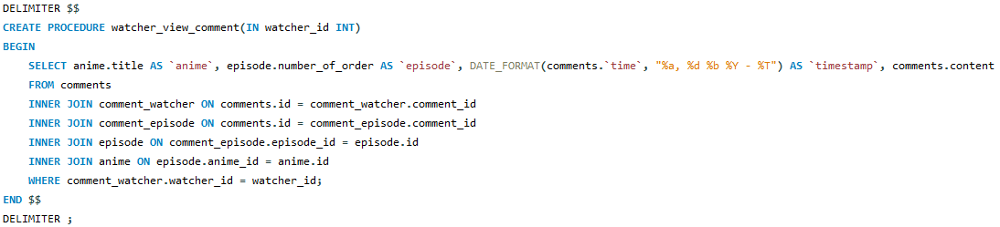 DELIMITER $$
CREATE PROCEDURE watcher_view_comment(IN watcher_id INT)
BEGIN
    SELECT anime.title AS `anime`, episode.number_of_order AS `episode`, DATE_FORMAT(comments.`time`, "%a, %d %b %Y - %T") AS `timestamp`, comments.content
    FROM comments
    INNER JOIN comment_watcher ON comments.id = comment_watcher.comment_id
    INNER JOIN comment_episode ON comments.id = comment_episode.comment_id
    INNER JOIN episode ON comment_episode.episode_id = episode.id
    INNER JOIN anime ON episode.anime_id = anime.id
    WHERE comment_watcher.watcher_id = watcher_id;
END $$
DELIMITER ;